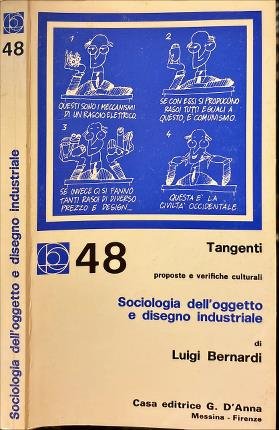 48
Sociologia dell'oggetto e disegno industriale
1
QUESTI SONO I MECCANISMI
DI UN RASOIO ELETTRICO.
2
SE CON ESSI SI PRODUCONO
RASOI TUTTI EGUALI A
QUESTO, È COMUNISMO.
3
SE INVECE CI SI FANNO
TANTI RASOI DI DIVERSO
PREZZO E DESIGN...
4
QUESTA E' LA
CIVILTA' OCCIDENTALE.
48
Tangenti
proposte e verifiche culturali
Sociologia dell'oggetto
e disegno industriale
di
Luigi Bernardi
Casa editrice G. D'Anna
Messina - Firenze